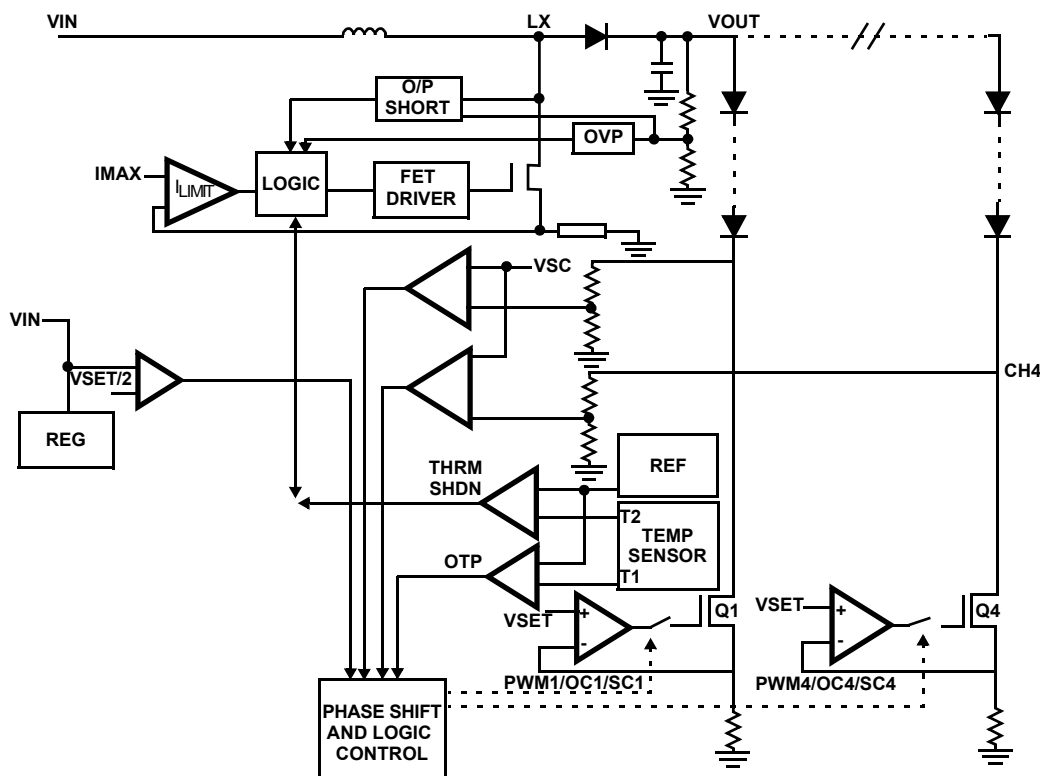 VIN
LX
VOUT
O/P
SHORT
OVP
IMAX
ILIMIT
LOGIC
FET
DRIVER
VSC
VIN
VSET/2
REG
CH4
THRM
SHDN
REF
T2
TEMP
SENSOR
T1
OTP
VSET
+
-
Q1
VSET
+
-
Q4
PWM1/OC1/SC1
PWM4/OC4/SC4
PHASE SHIFT
AND LOGIC
CONTROL